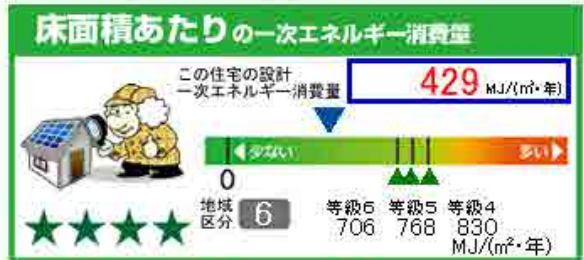 床面積あたりの一次エネルギー消費量
この住宅の設計
一次エネルギー消費量
429 MJ/(㎡・年)
少ない 多い
0
地域
区分 6
等級6 等級5 等級4
706 768 830
MJ/(m²・年)